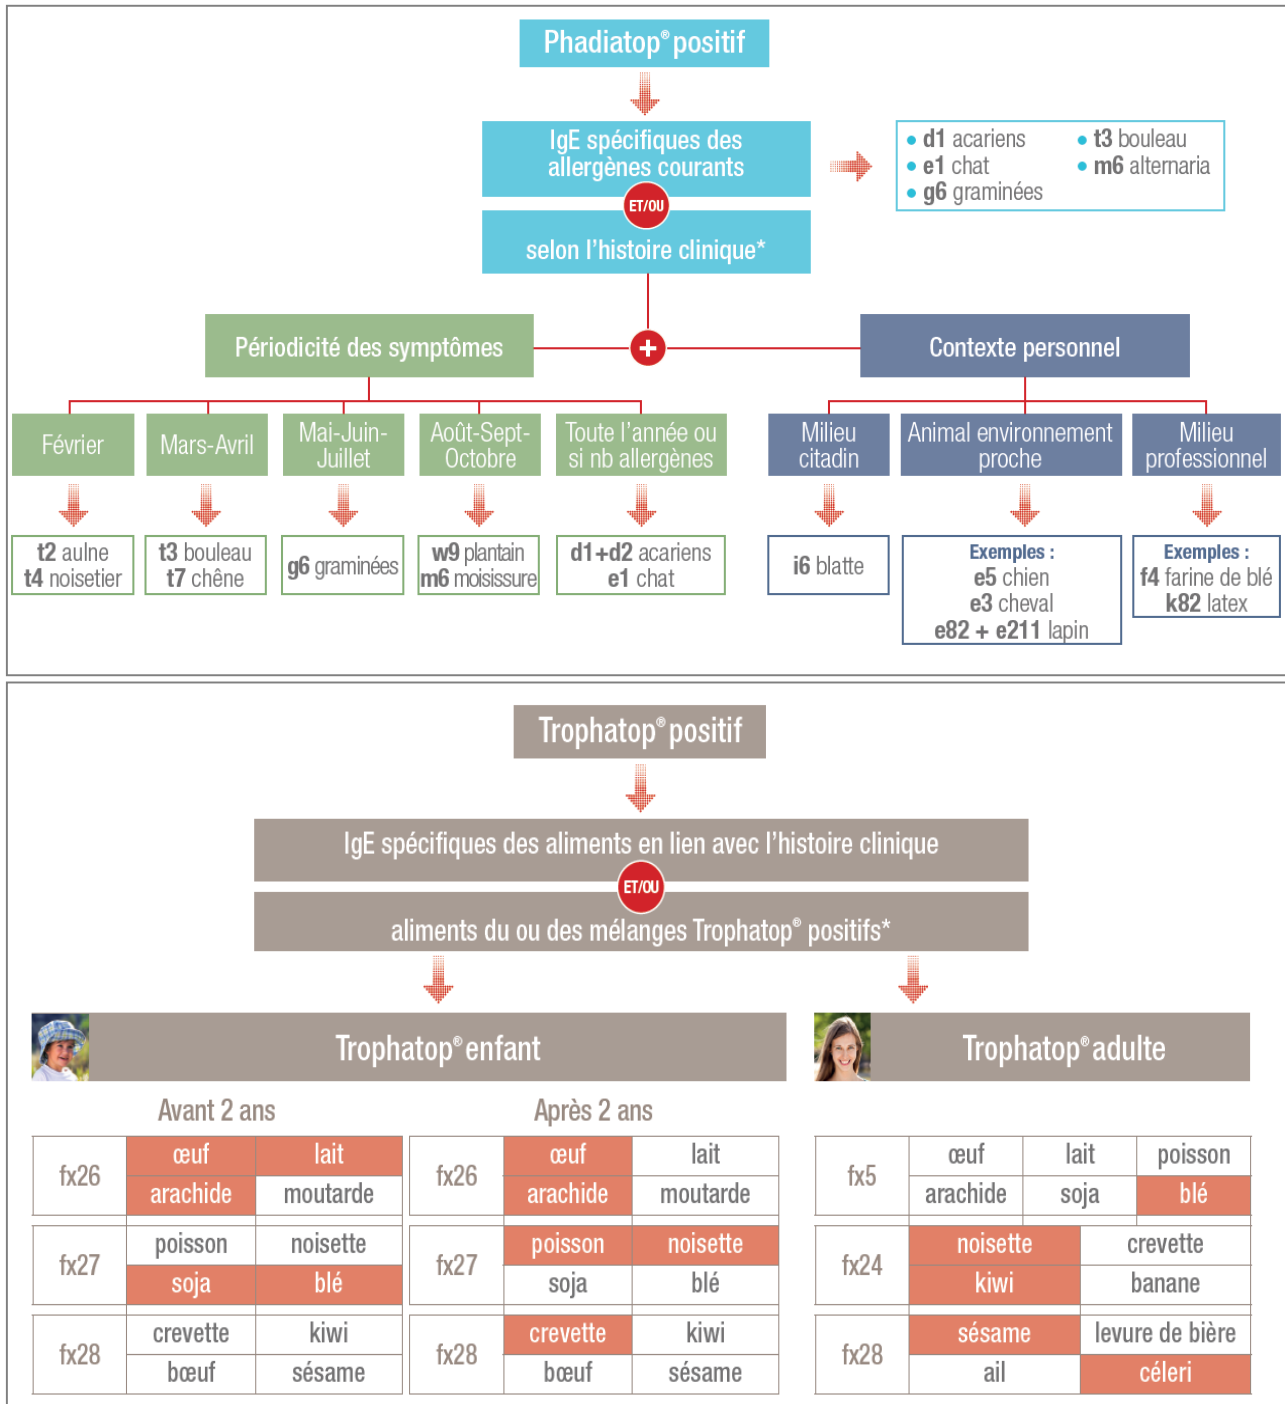 Phadiatop® positif
IgE spécifiques des
allergènes courants
ET/OU
selon l'histoire clinique*
• d1 acariens
• e1 chat
• g6 graminées
• t3 bouleau
• m6 alternaria
+
Périodicité des symptômes
Contexte personnel
Février
Mars-Avril
Mai-Juin-
Juillet
Août-Sept-
Octobre
Toute l'année ou
si nb allergènes
Milieu
citadin
Animal environnement
proche
Milieu
professionnel
t2 aulne
t4 noisetier
t3 bouleau
t7 chêne
g6 graminées
w9 plantain
m6 moisissure
d1+d2 acariens
e1 chat
i6 blatte
Exemples :
e5 chien
e3 cheval
e82 + e211 lapin
Exemples :
f4 farine de blé
k82 latex
Trophatop® positif
IgE spécifiques des aliments en lien avec l'histoire clinique
ET/OU
aliments du ou des mélanges Trophatop® positifs*
Trophatop® enfant
Avant 2 ans
fx26
œuf
lait
arachide
moutarde
fx27
poisson
noisette
soja
blé
fx28
crevette
kiwi
bœuf
sésame
Après 2 ans
fx26
œuf
lait
arachide
moutarde
fx27
poisson
noisette
soja
blé
fx28
crevette
kiwi
bœuf
sésame
Trophatop® adulte
fx5
œuf
lait
poisson
arachide
soja
blé
fx24
noisette
crevette
kiwi
banane
fx28
sésame
levure de bière
ail
céleri